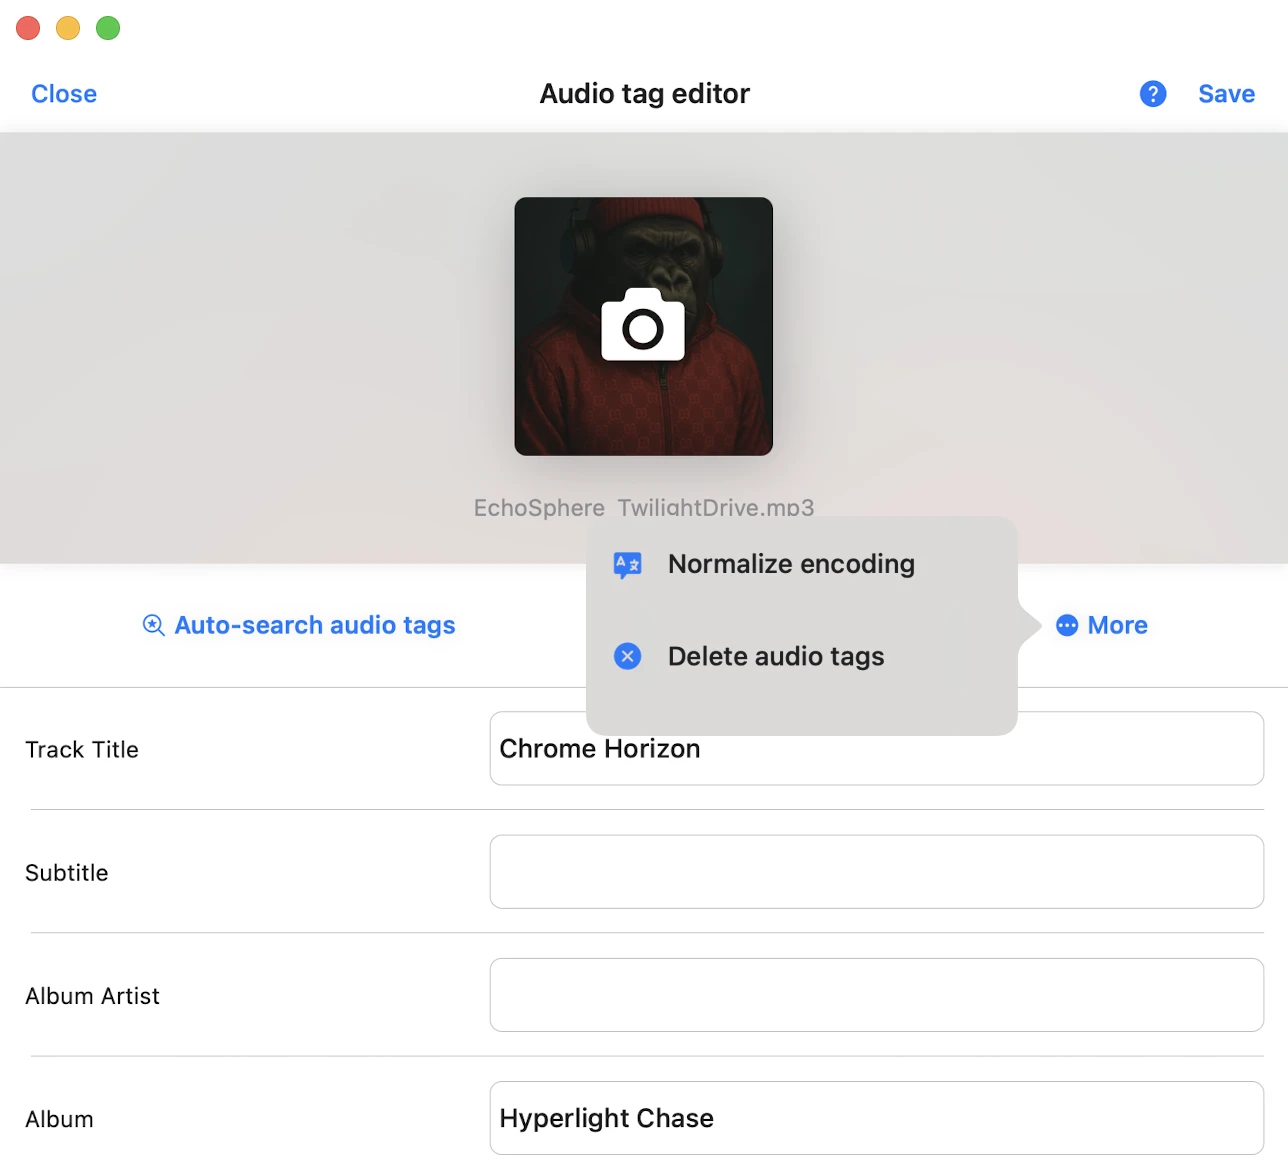 Close
Audio tag editor
? Save
EchoSphere_TwilightDrive.mp3
Normalize encoding
Auto-search audio tags
More
Delete audio tags
Track Title
Chrome Horizon
Subtitle
Album Artist
Album
Hyperlight Chase